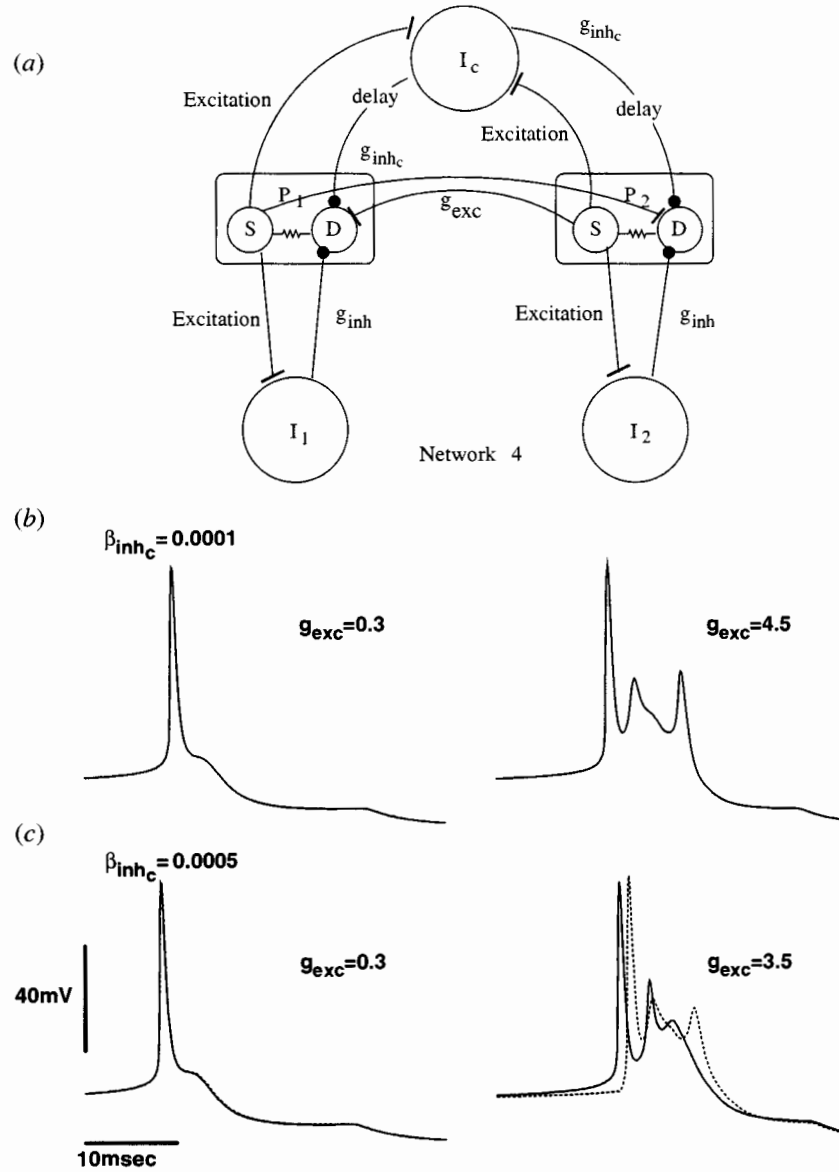 (a)
I_c
g_inh_c
Excitation
delay
delay
Excitation
g_inh_c
P_1
g_exc
P_2
S
D
S
D
Excitation
g_inh
Excitation
g_inh
I_1
I_2
Network 4
(b)
β_inh_c = 0.0001
g_exc=0.3
g_exc=4.5
(c)
β_inh_c = 0.0005
g_exc=0.3
g_exc=3.5
40mV
10msec